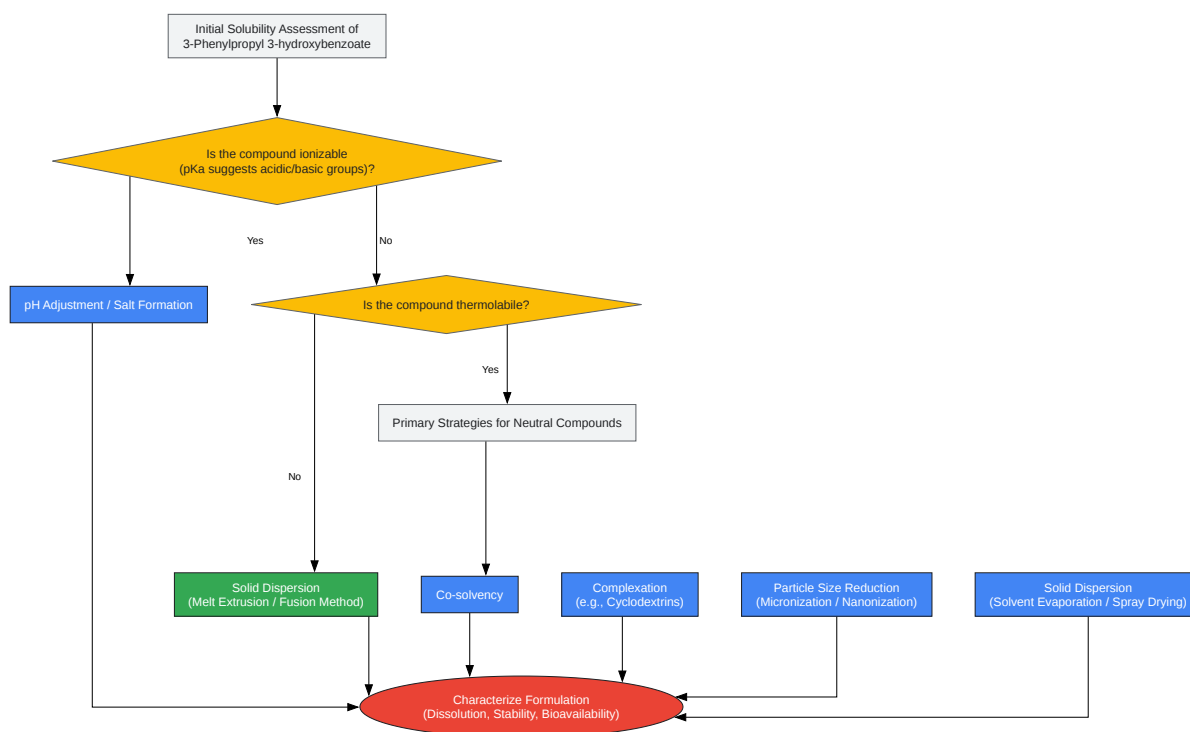 Initial Solubility Assessment of
3-Phenylpropyl 3-hydroxybenzoate
Is the compound ionizable
(pKa suggests acidic/basic groups)?
Yes
No
pH Adjustment / Salt Formation
Is the compound thermolabile?
Yes
Primary Strategies for Neutral Compounds
No
Solid Dispersion
(Melt Extrusion / Fusion Method)
Co-solvency
Complexation
(e.g., Cyclodextrins)
Particle Size Reduction
(Micronization / Nanonization)
Solid Dispersion
(Solvent Evaporation / Spray Drying)
Characterize Formulation
(Dissolution, Stability, Bioavailability)